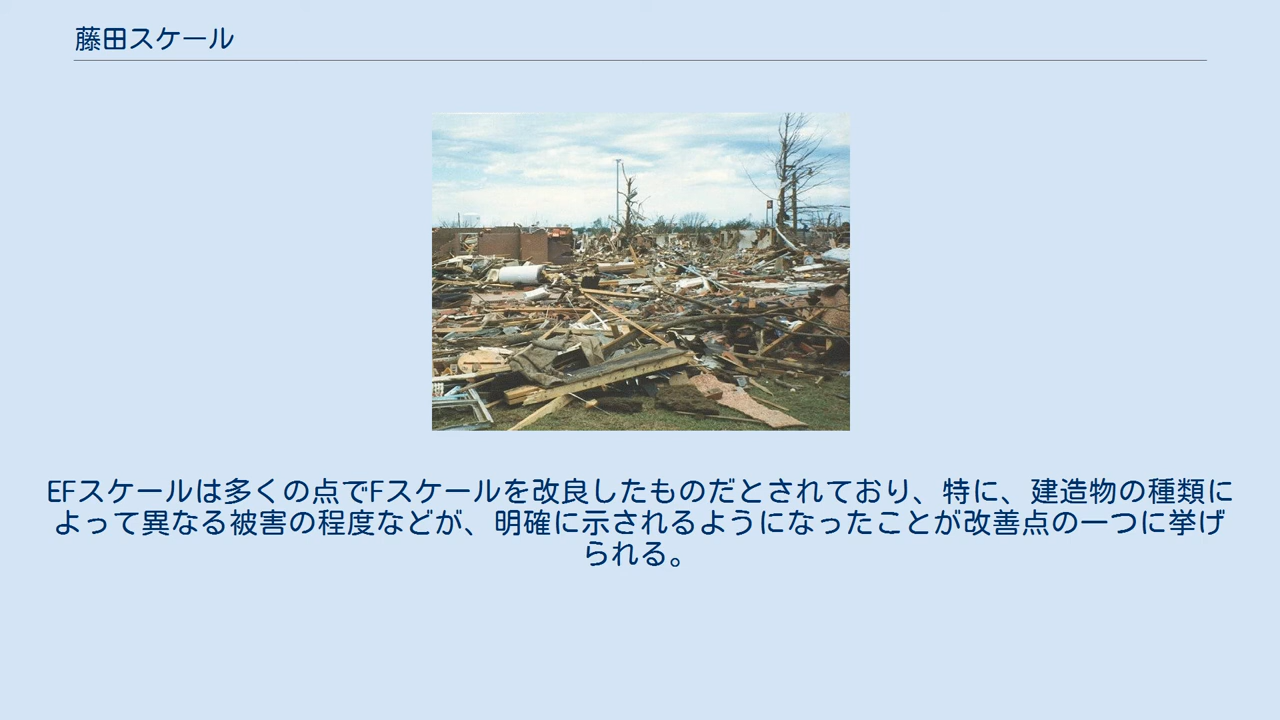 藤田スケール
EFスケールは多くの点でFスケールを改良したものだとされており、特に、建造物の種類に
よって異なる被害の程度などが、明確に示されるようになったことが改善点の一つに挙げ
られる。